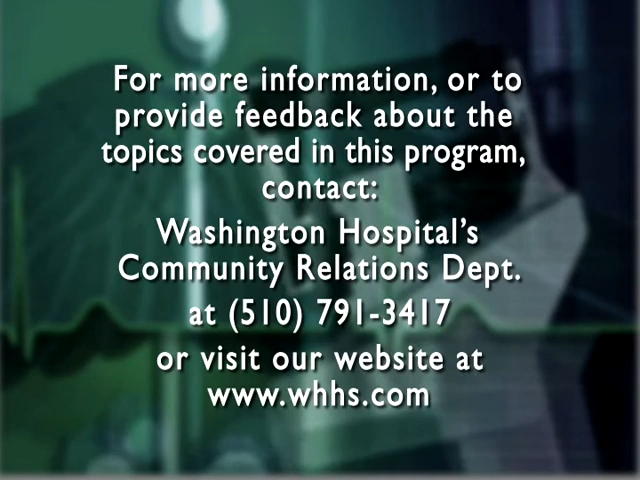 For more information, or to
provide feedback about the
topics covered in this program,
contact:
Washington Hospital's
Community Relations Dept.
at (510) 791-3417
or visit our website at
www.whhs.com